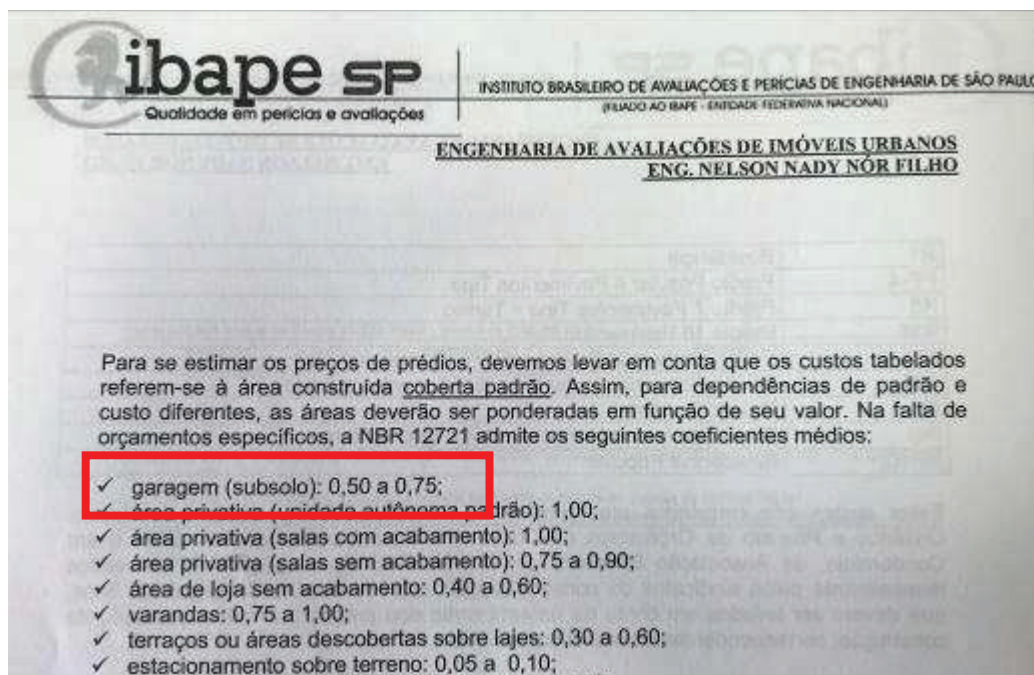 ibape SP
Qualidade em perícias e avaliações
INSTITUTO BRASILEIRO DE AVALIAÇÕES E PERÍCIAS DE ENGENHARIA DE SÃO PAULO
(FILIADO AO IBAPE - ENTIDADE FEDERATIVA NACIONAL)
ENGENHARIA DE AVALIAÇÕES DE IMÓVEIS URBANOS
ENG. NELSON NADY NÓR FILHO
Para se estimar os preços de prédios, devemos levar em conta que os custos tabelados
referem-se à área construída coberta padrão. Assim, para dependências de padrão e
custo diferentes, as áreas deverão ser ponderadas em função de seu valor. Na falta de
orçamentos específicos, a NBR 12721 admite os seguintes coeficientes médios:
✓ garagem (subsolo): 0,50 a 0,75;
✓ área privativa (unidade autônoma padrão): 1,00;
✓ área privativa (salas com acabamento): 1,00;
✓ área privativa (salas sem acabamento): 0,75 a 0,90;
✓ área de loja sem acabamento: 0,40 a 0,60;
✓ varandas: 0,75 a 1,00;
✓ terraços ou áreas descobertas sobre lajes: 0,30 a 0,60;
✓ estacionamento sobre terreno: 0,05 a 0,10;